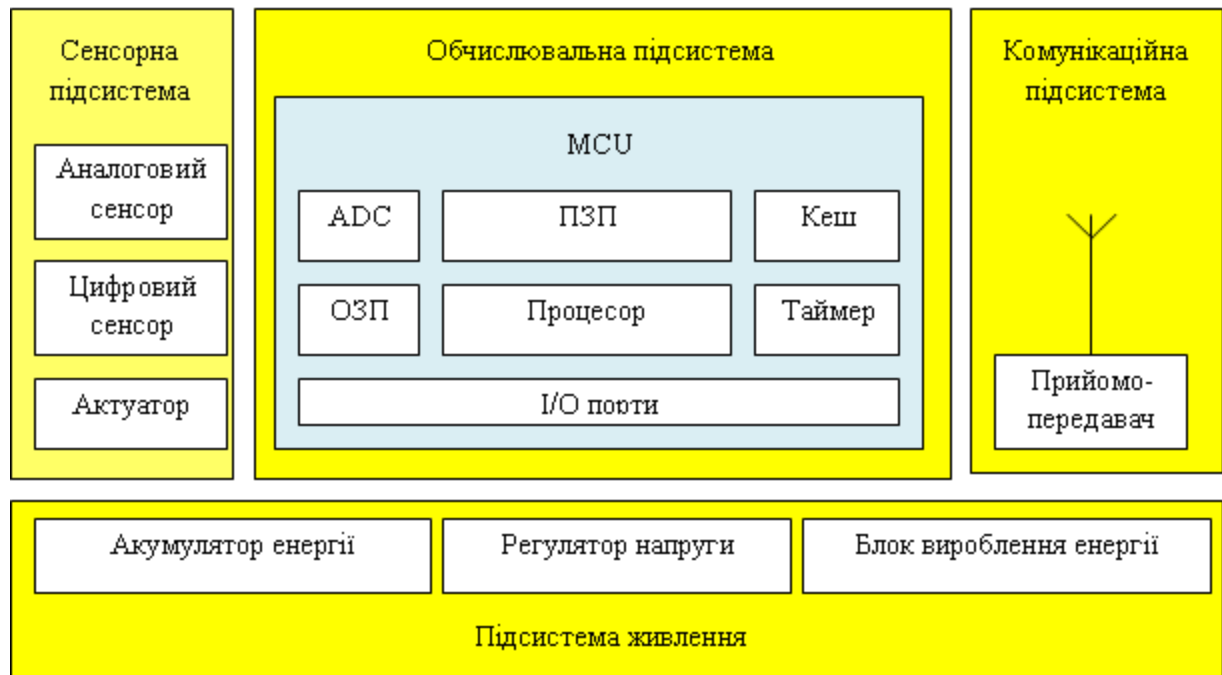 Сенсорна
підсистема
Аналоговий
сенсор
Цифровий
сенсор
Актуатор
Обчислювальна підсистема
MCU
ADC
ПЗП
Кеш
ОЗП
Процесор
Таймер
I/O порти
Комунікаційна
підсистема
Прийомо-
передавач
Акумулятор енергії
Регулятор напруги
Блок вироблення енергії
Підсистема живлення